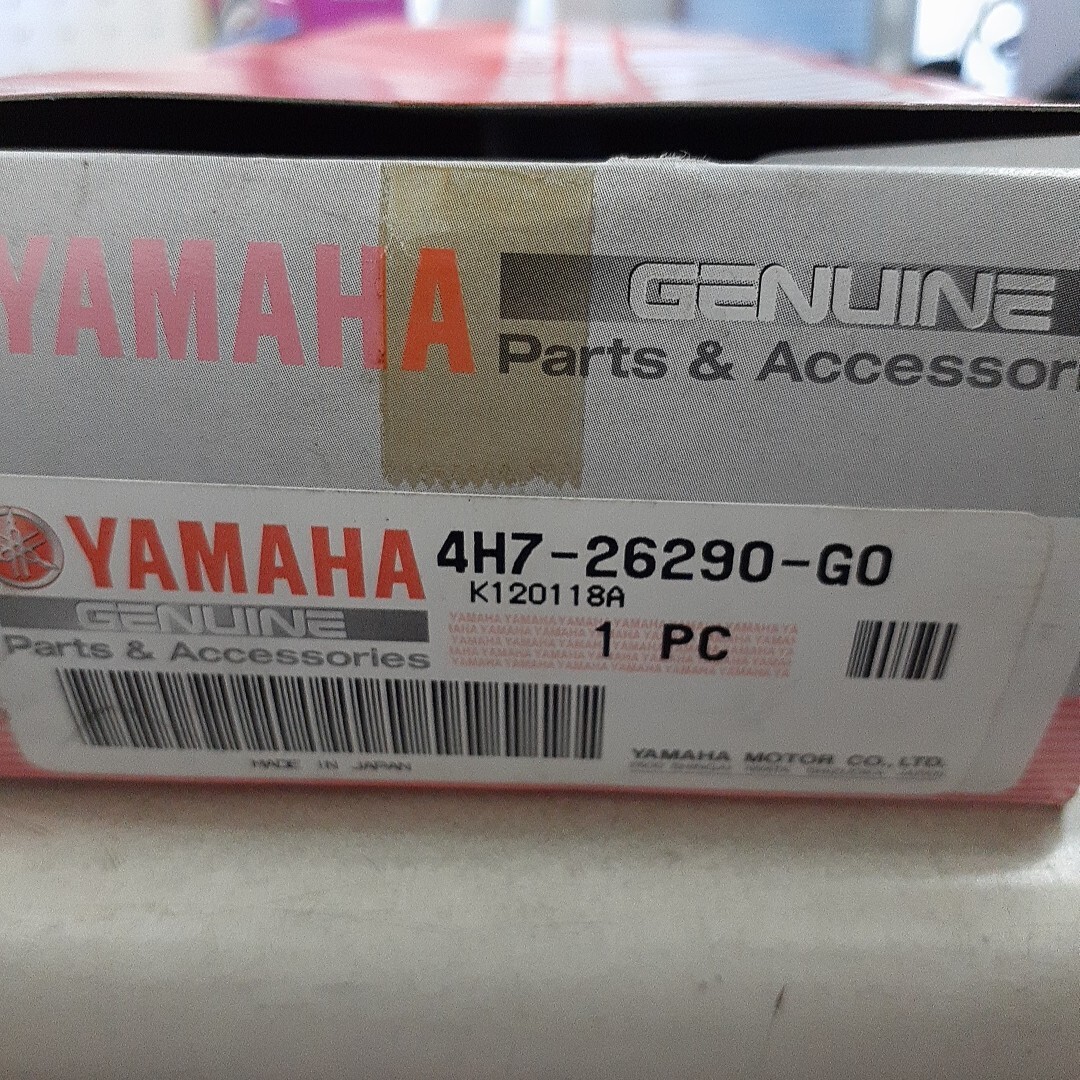 YAMAHA GENUINE
Parts & Accessor
YAMAHA 4H7-26290-G0
K120118A
GENUINE
Parts & Accessories
1 PC
MADE IN JAPAN
YAMAHA MOTOR CO., LTD.